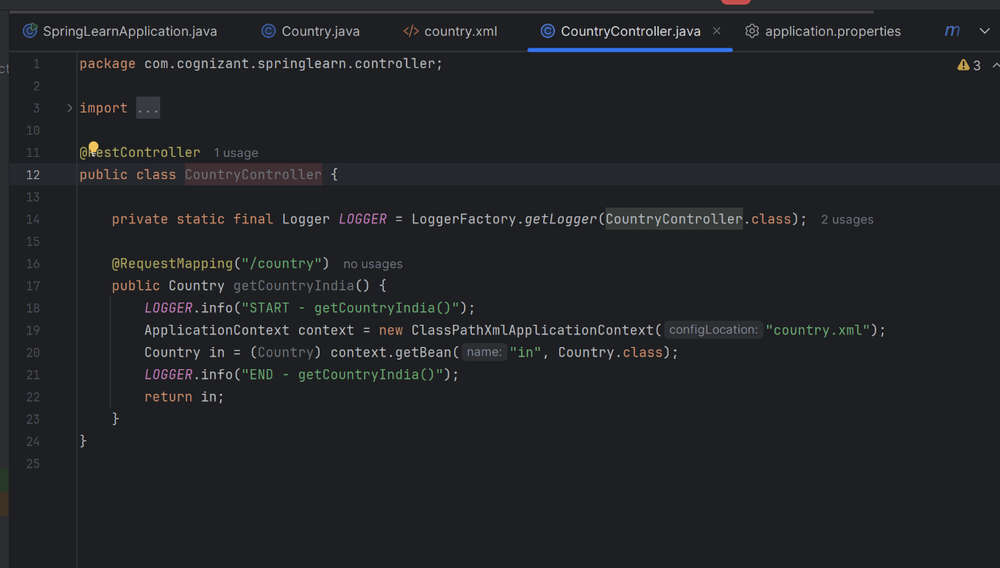 SpringLearnApplication.java Country.java </> country.xml CountryController.java × application.properties m
ct
1 package com.cognizant.springlearn.controller; 3
2
3 import ...
10
11 @RestController 1 usage
12 public class CountryController {
13
14 private static final Logger LOGGER = LoggerFactory.getLogger(CountryController.class); 2 usages
15
16 @RequestMapping("/country") no usages
17 public Country getCountryIndia() {
18 LOGGER.info("START - getCountryIndia()");
19 ApplicationContext context = new ClassPathXmlApplicationContext( configLocation: "country.xml");
20 Country in = (Country) context.getBean( name: "in", Country.class);
21 LOGGER.info("END - getCountryIndia()");
22 return in;
23 }
24 }
25